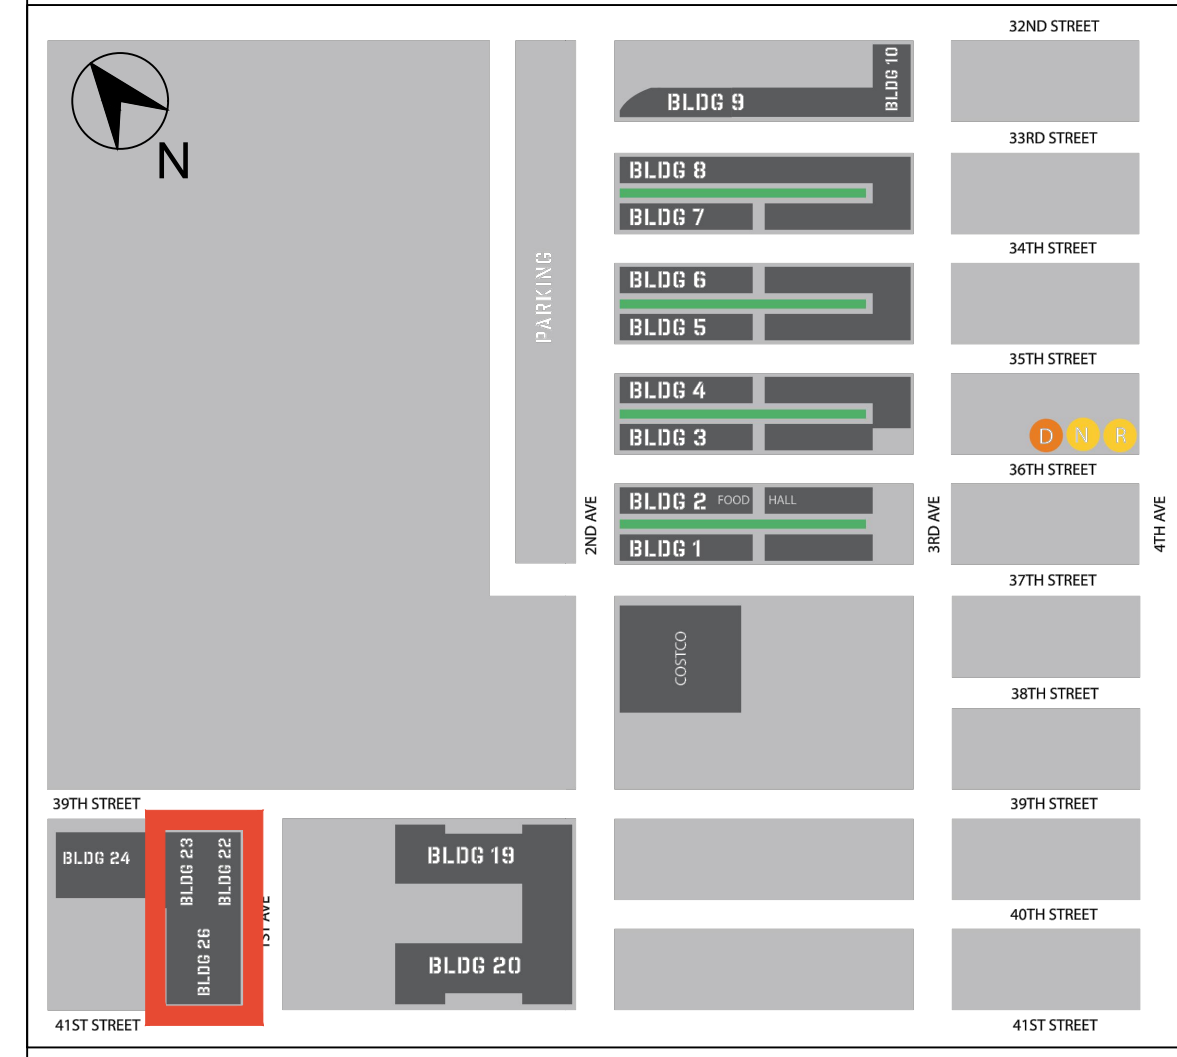 32ND STREET
N
BLDG 9
BLDG 10
33RD STREET
BLDG 8
BLDG 7
34TH STREET
PARKING
BLDG 6
BLDG 5
35TH STREET
BLDG 4
BLDG 3
D N R
36TH STREET
2ND AVE
BLDG 2 FOOD HALL
BLDG 1
3RD AVE
4TH AVE
37TH STREET
COSTCO
38TH STREET
39TH STREET
39TH STREET
BLDG 24
BLDG 23
BLDG 22
BLDG 26
1ST AVE
BLDG 19
BLDG 20
40TH STREET
41ST STREET
41ST STREET